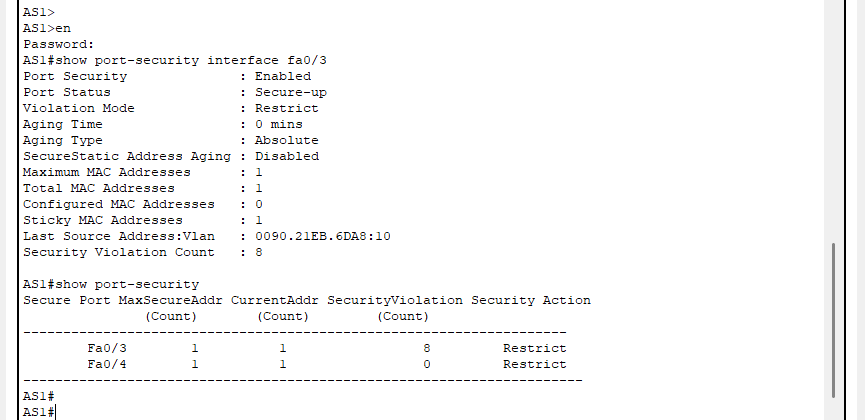 AS1>
AS1>en
Password:
AS1#show port-security interface fa0/3
Port Security              : Enabled
Port Status                : Secure-up
Violation Mode             : Restrict
Aging Time                 : 0 mins
Aging Type                 : Absolute
SecureStatic Address Aging : Disabled
Maximum MAC Addresses      : 1
Total MAC Addresses        : 1
Configured MAC Addresses   : 0
Sticky MAC Addresses       : 1
Last Source Address:Vlan   : 0090.21EB.6DA8:10
Security Violation Count   : 8
AS1#show port-security
Secure Port MaxSecureAddr CurrentAddr SecurityViolation Security Action
               (Count)       (Count)        (Count)
--------------------------------------------------------------------
        Fa0/3        1          1                 8         Restrict
        Fa0/4        1          1                 0         Restrict
----------------------------------------------------------------------
AS1#
AS1#